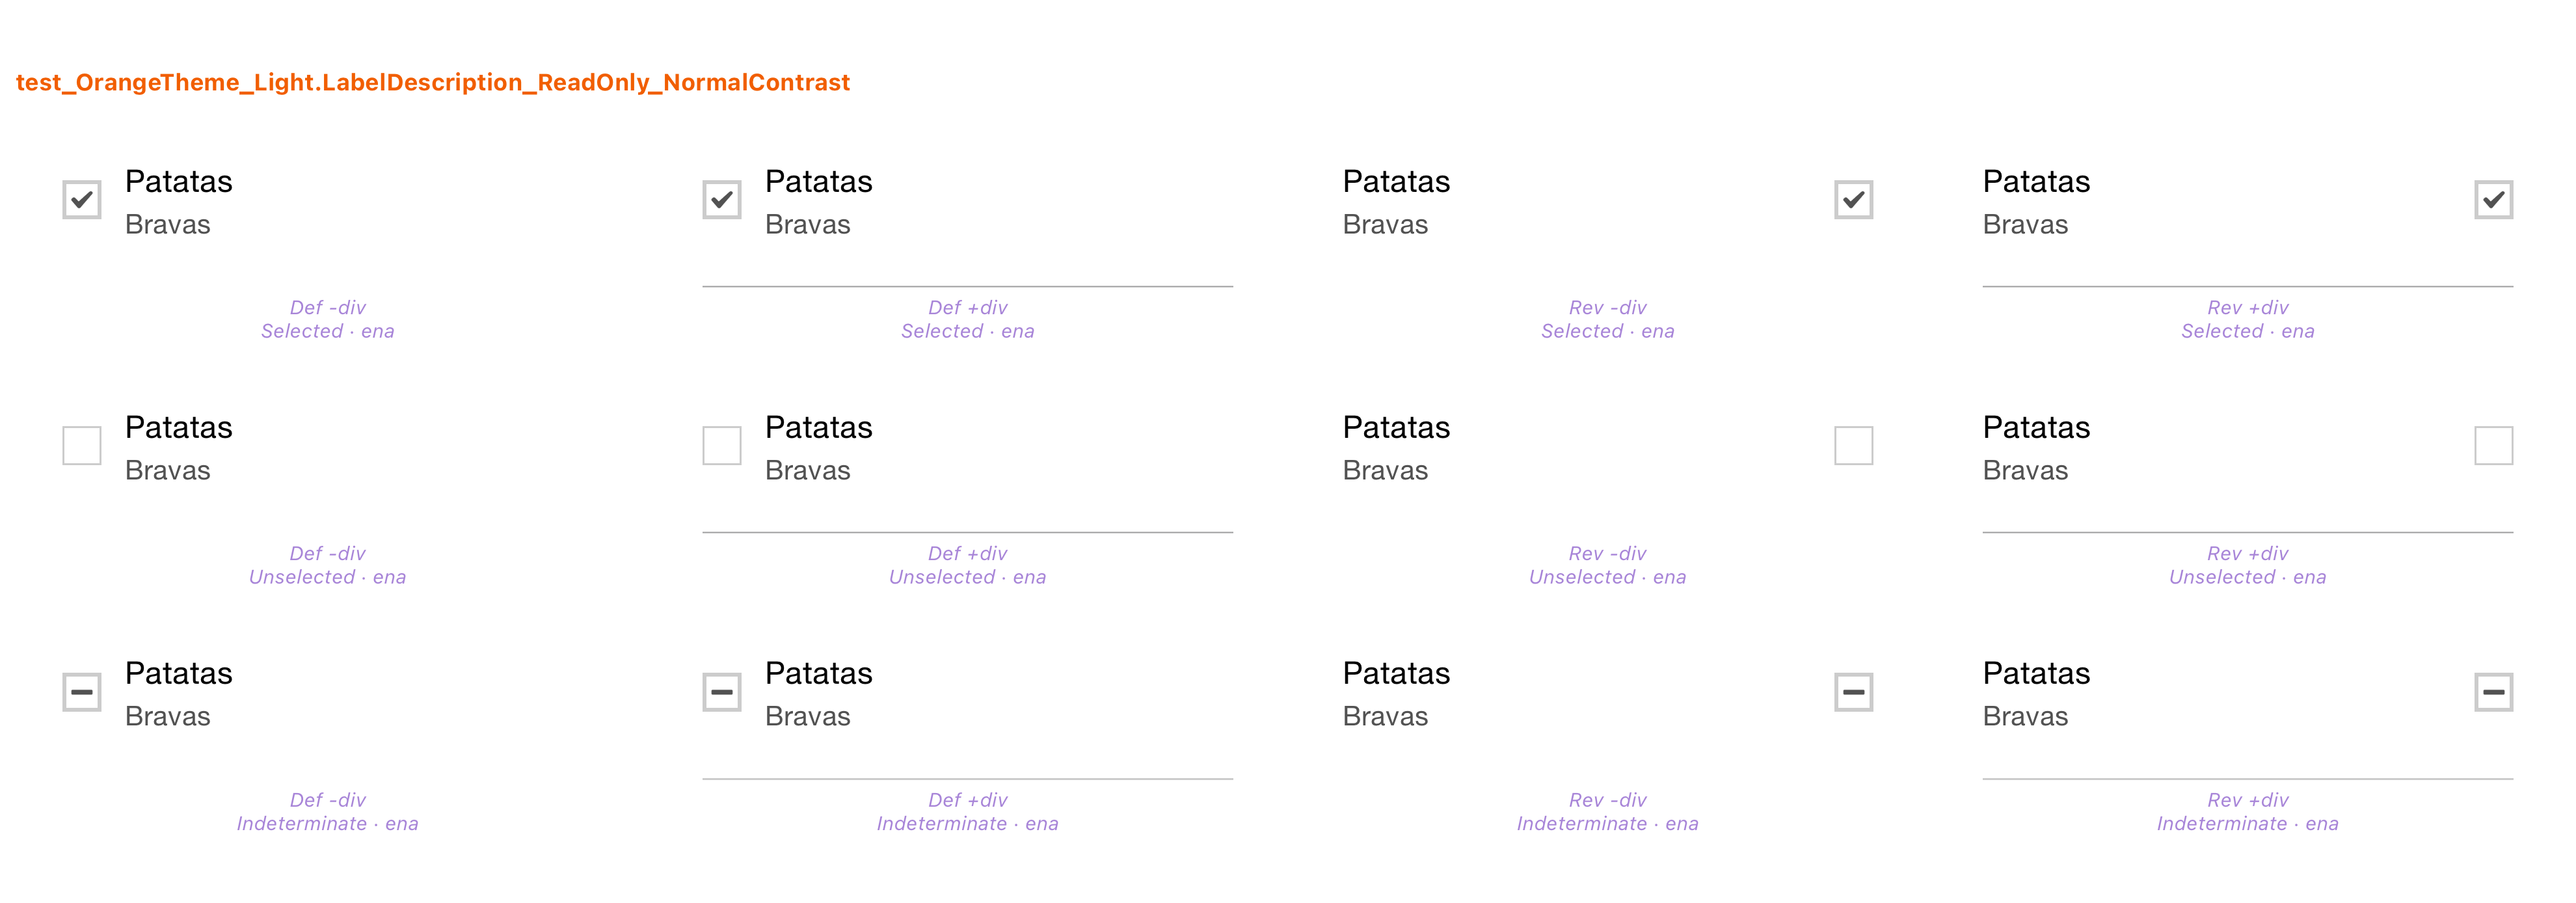 test_OrangeTheme_Light.LabelDescription_ReadOnly_NormalContrast
Patatas
Bravas
Def -div
Selected · ena
Patatas
Bravas
Def +div
Selected · ena
Patatas
Bravas
Rev -div
Selected · ena
Patatas
Bravas
Rev +div
Selected · ena
Patatas
Bravas
Def -div
Unselected · ena
Patatas
Bravas
Def +div
Unselected · ena
Patatas
Bravas
Rev -div
Unselected · ena
Patatas
Bravas
Rev +div
Unselected · ena
Patatas
Bravas
Def -div
Indeterminate · ena
Patatas
Bravas
Def +div
Indeterminate · ena
Patatas
Bravas
Rev -div
Indeterminate · ena
Patatas
Bravas
Rev +div
Indeterminate · ena